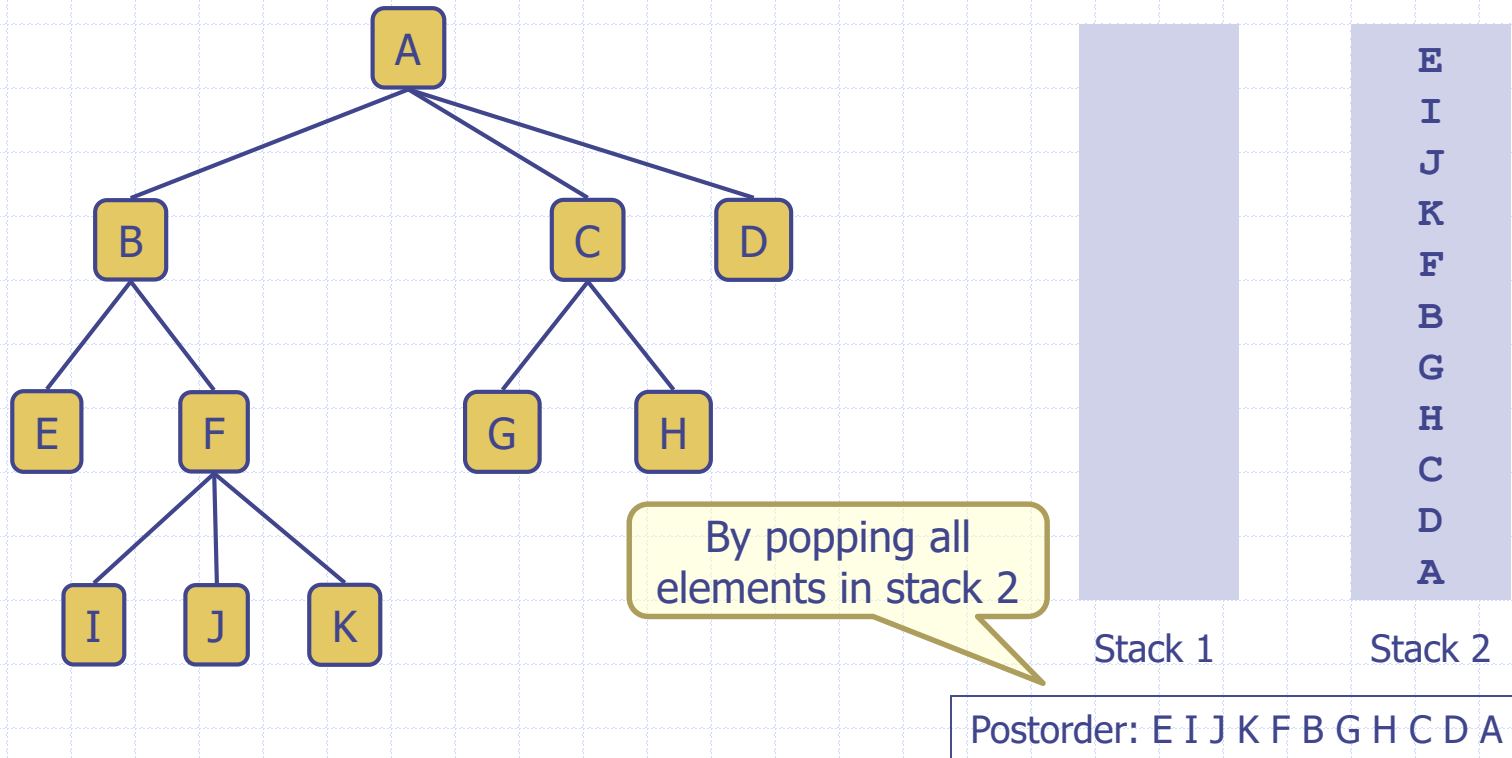 A
B
C
D
E
F
G
H
I
J
K
By popping all
elements in stack 2
E
I
J
K
F
B
G
H
C
D
A
Stack 1
Stack 2
Postorder: E I J K F B G H C D A